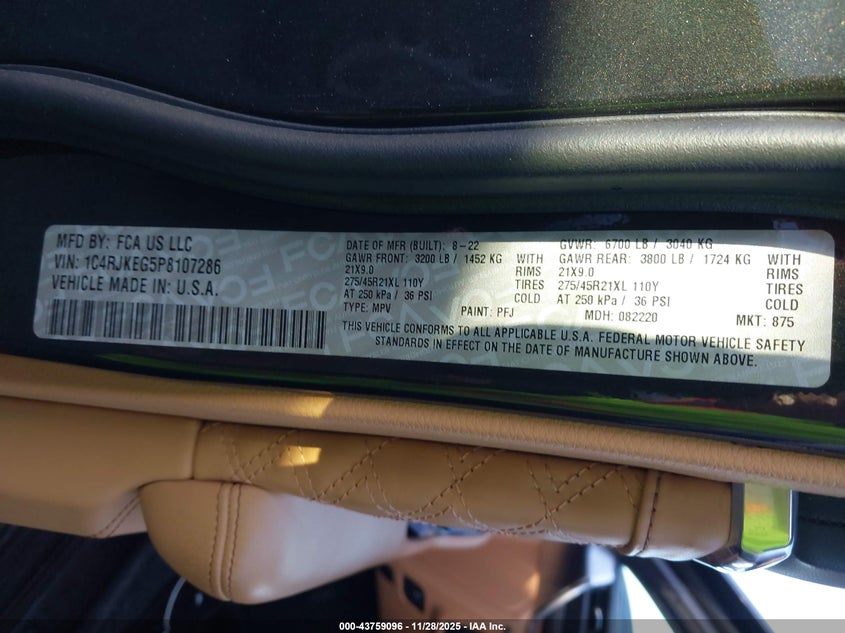 MFD BY: FCA US LLC
VIN: 1C4RJKEG5P8107286
VEHICLE MADE IN: U.S.A.
DATE OF MFR (BUILT): 8-22 GVWR: 6700 LB / 3040 KG
GAWR FRONT: 3200 LB / 1452 KG WITH GAWR REAR: 3800 LB / 1724 KG WITH
21X9.0 RIMS 21X9.0 RIMS
275/45R21XL 110Y TIRES 275/45R21XL 110Y TIRES
AT 250 kPa / 36 PSI COLD AT 250 kPa / 36 PSI COLD
TYPE: MPV PAINT: PFJ MDH: 082220 MKT: 875
THIS VEHICLE CONFORMS TO ALL APPLICABLE U.S.A. FEDERAL MOTOR VEHICLE SAFETY
STANDARDS IN EFFECT ON THE DATE OF MANUFACTURE SHOWN ABOVE.
000-43759096 - 11/28/2025 - IAA Inc.